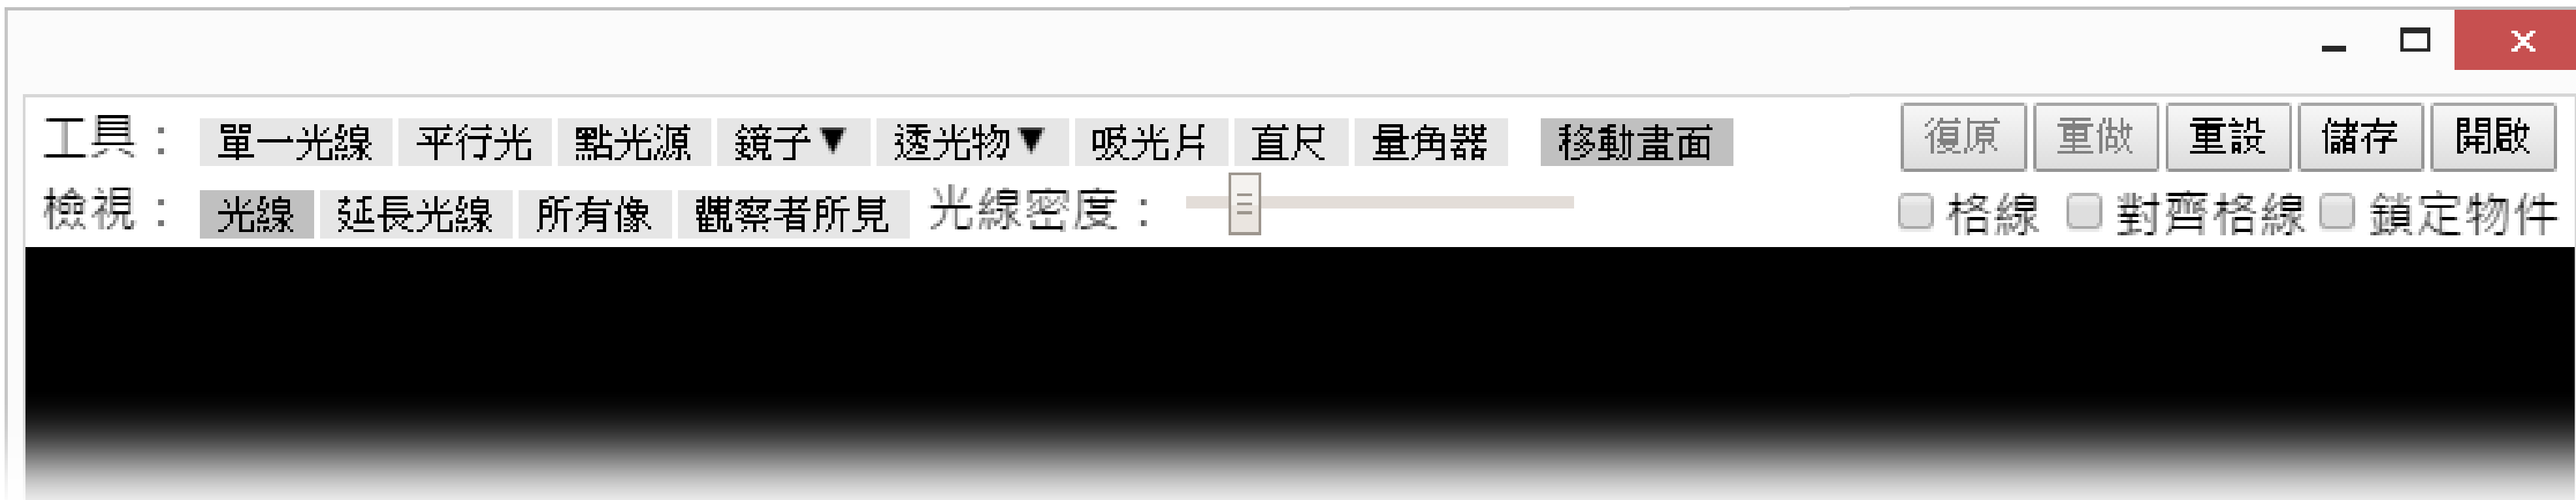 工具： 單一光線 平行光 點光源 鏡子▼ 透光物▼ 吸光片 直尺 量角器 移動畫面 復原 重做 重設 儲存 開啟
檢視： 光線 延長光線 所有像 觀察者所見 光線密度： 格線 對齊格線 鎖定物件